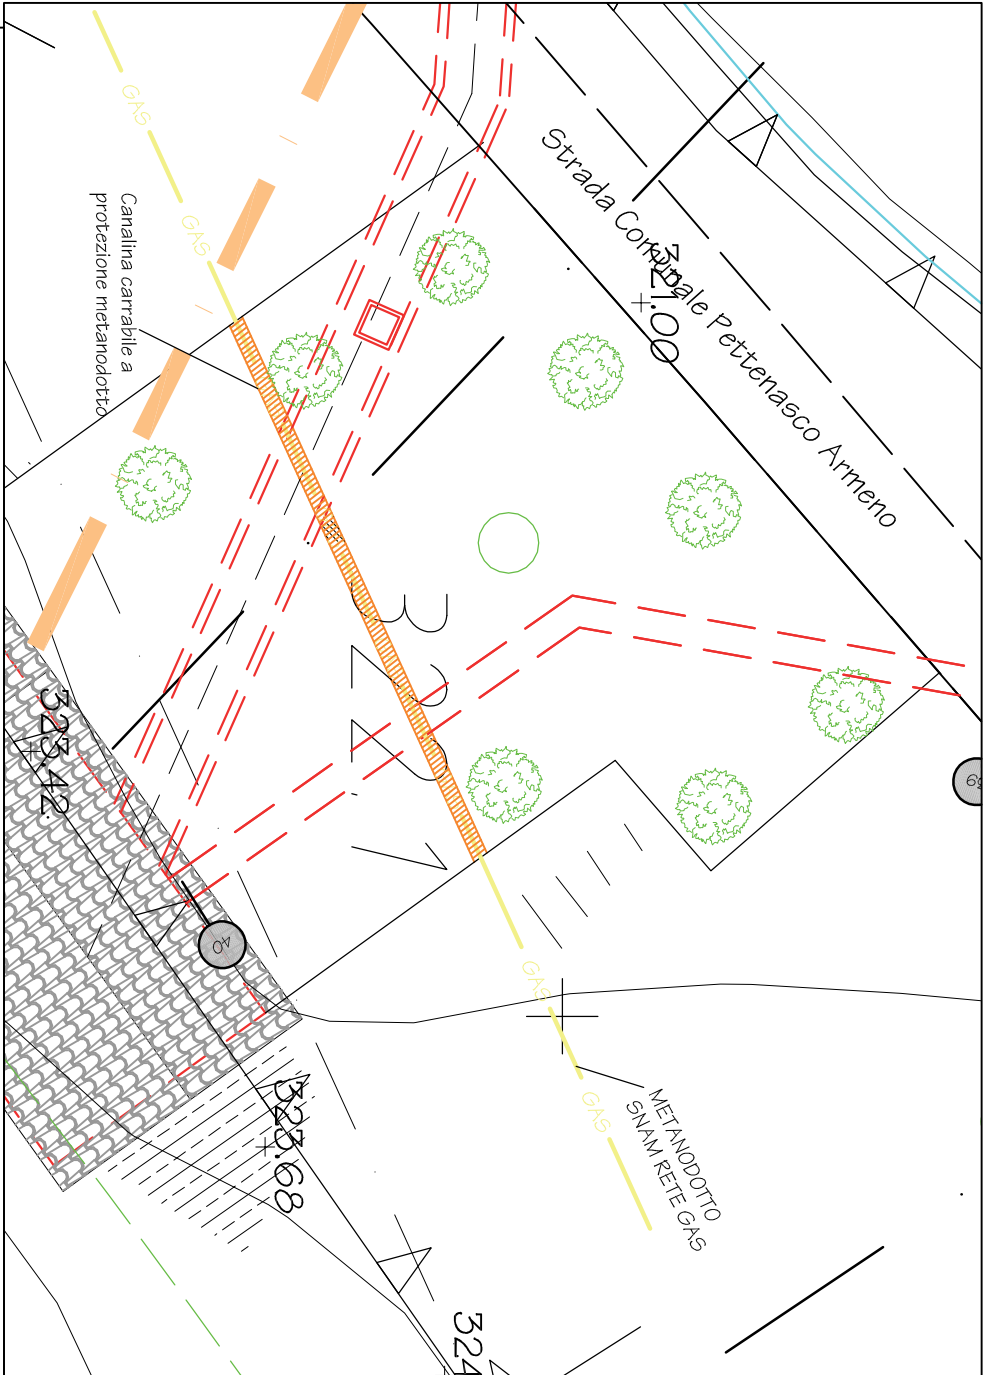 GAS
GAS
Canalina carrabile a
protezione metanodotto
Strada Comunale Pettenasco Armeno
321.00
323.42
40
GAS
GAS
METANODOTTO
SNAM RETE GAS
323.68
324